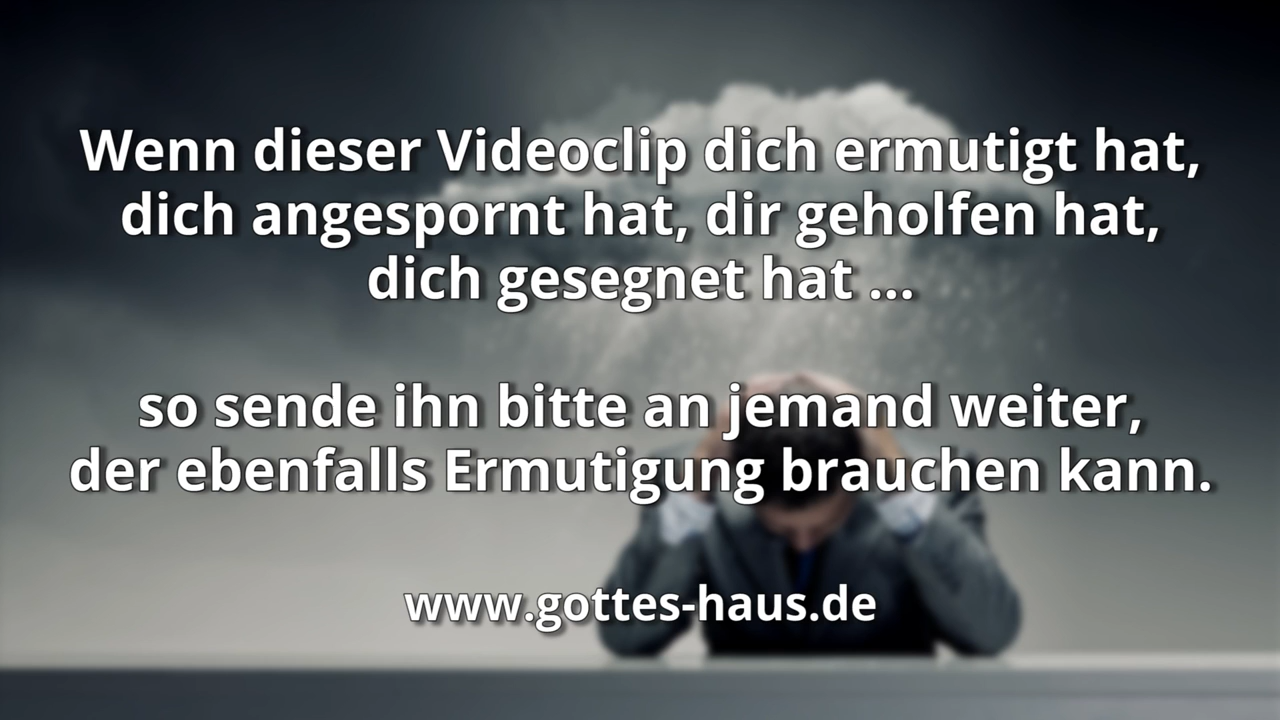 Wenn dieser Videoclip dich ermutigt hat,
dich angespornt hat, dir geholfen hat,
dich gesegnet hat ...
so sende ihn bitte an jemand weiter,
der ebenfalls Ermutigung brauchen kann.
www.gottes-haus.de